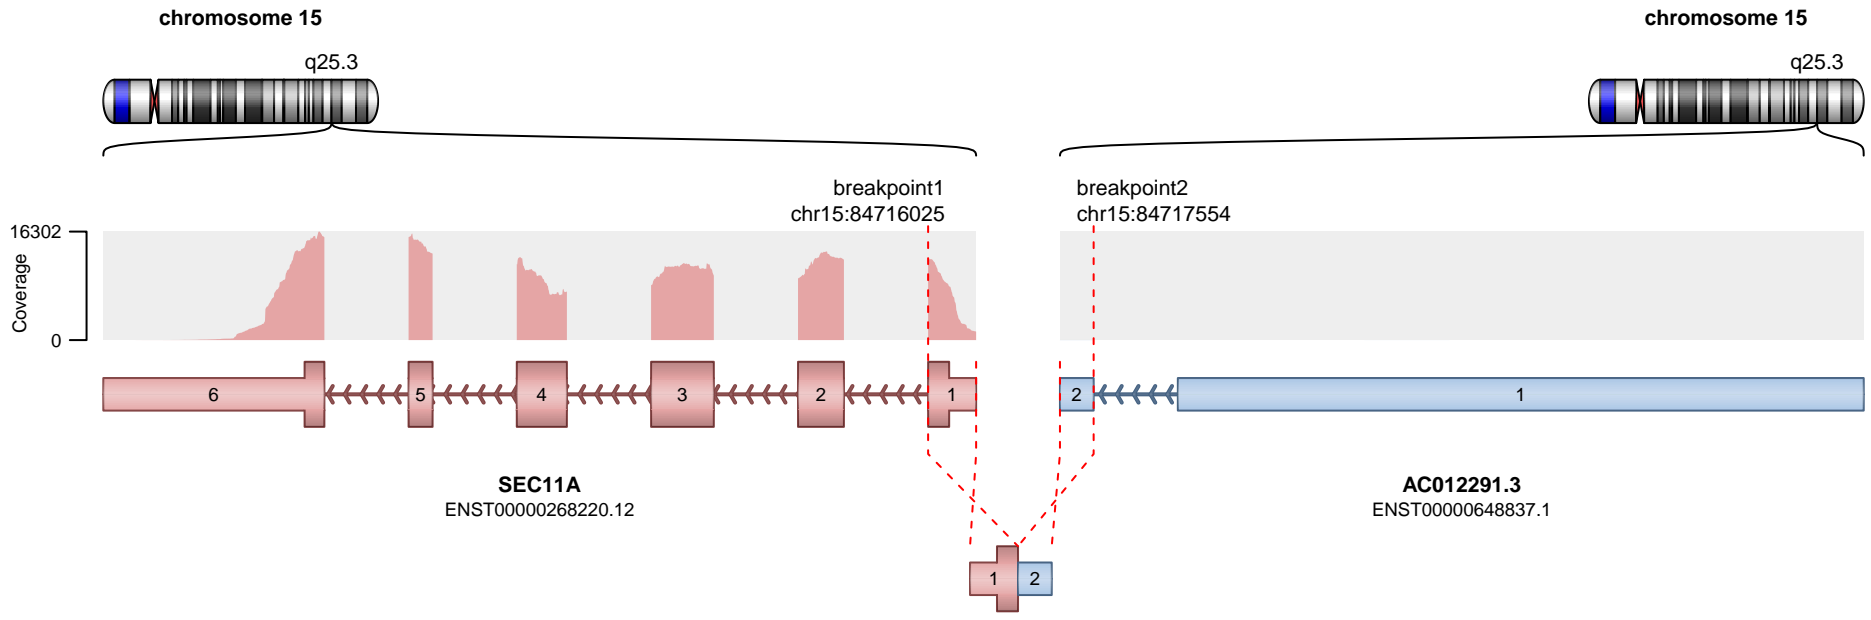 chromosome 15
chromosome 15
q25.3
q25.3
breakpoint1
chr15:84716025
breakpoint2
chr15:84717554
16302
Coverage
0
6
5
4
3
2
1
2
1
SEC11A
ENST00000268220.12
AC012291.3
ENST00000648837.1
1
2